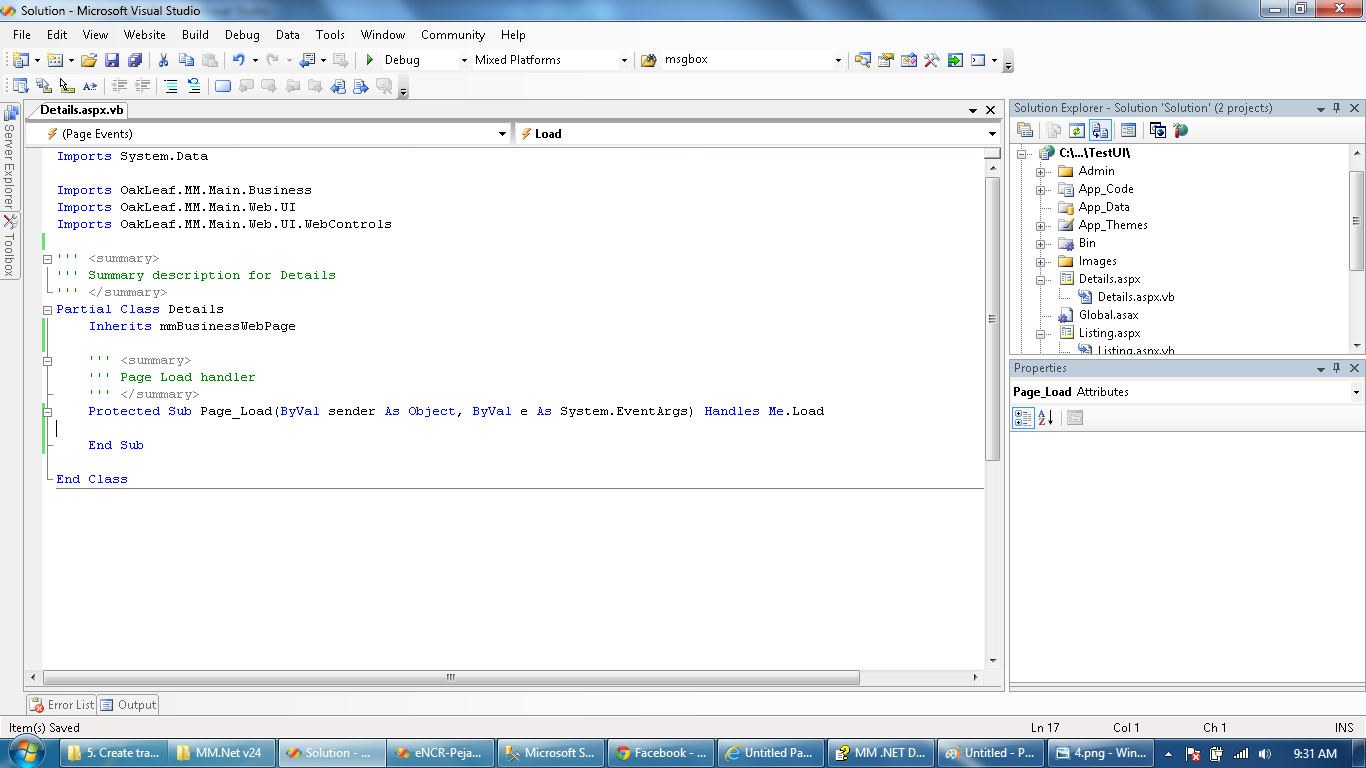 Solution - Microsoft Visual Studio
File Edit View Website Build Debug Data Tools Window Community Help
Debug Mixed Platforms msgbox
Server Explorer
Toolbox
Details.aspx.vb
(Page Events) Load
Imports System.Data
Imports OakLeaf.MM.Main.Business
Imports OakLeaf.MM.Main.Web.UI
Imports OakLeaf.MM.Main.Web.UI.WebControls
''' <summary>
''' Summary description for Details
''' </summary>
Partial Class Details
Inherits mmBusinessWebPage
''' <summary>
''' Page Load handler
''' </summary>
Protected Sub Page_Load(ByVal sender As Object, ByVal e As System.EventArgs) Handles Me.Load
End Sub
End Class
Solution Explorer - Solution 'Solution' (2 projects)
C:\...\TestUI\
Admin
App_Code
App_Data
App_Themes
Bin
Images
Details.aspx
Details.aspx.vb
Global.asax
Listing.aspx
Listing.aspx.vb
Properties
Page_Load Attributes
Error List Output
Item(s) Saved Ln 17 Col 1 Ch 1 INS
5. Create tra... MM.Net v24 Solution - ... eNCR-Peja... Microsoft S... Facebook - ... Untitled Pa... MM .NET D... Untitled - P... 4.png - Win... 9:31 AM